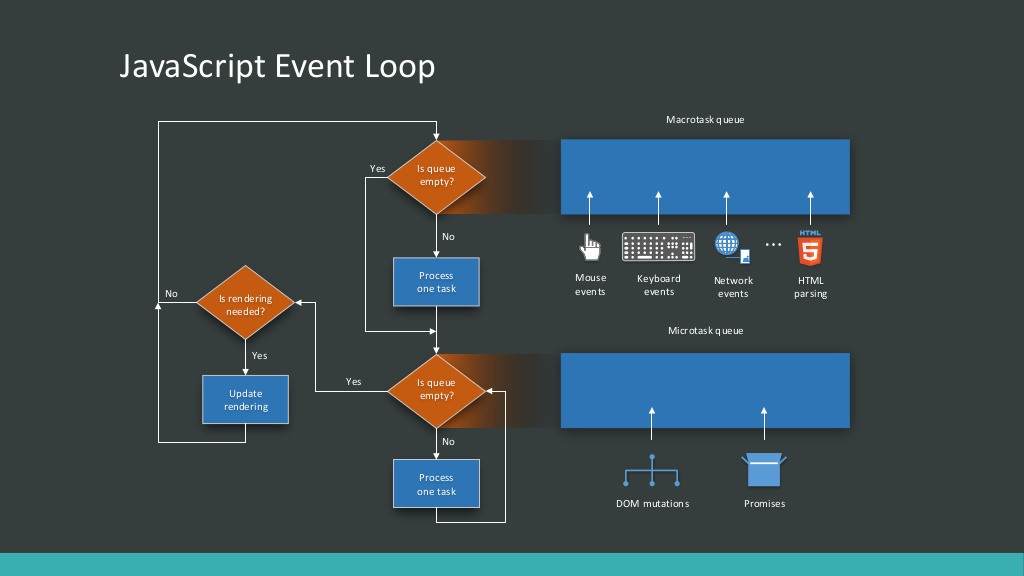 JavaScript Event Loop
Macrotask queue
Yes
Is queue
empty?
No
HTML
5
Mouse
events
Keyboard
events
Network
events
...
HTML
parsing
Process
one task
No
Is rendering
needed?
Yes
Microtask queue
Update
rendering
Yes
Is queue
empty?
No
Process
one task
DOM mutations
Promises